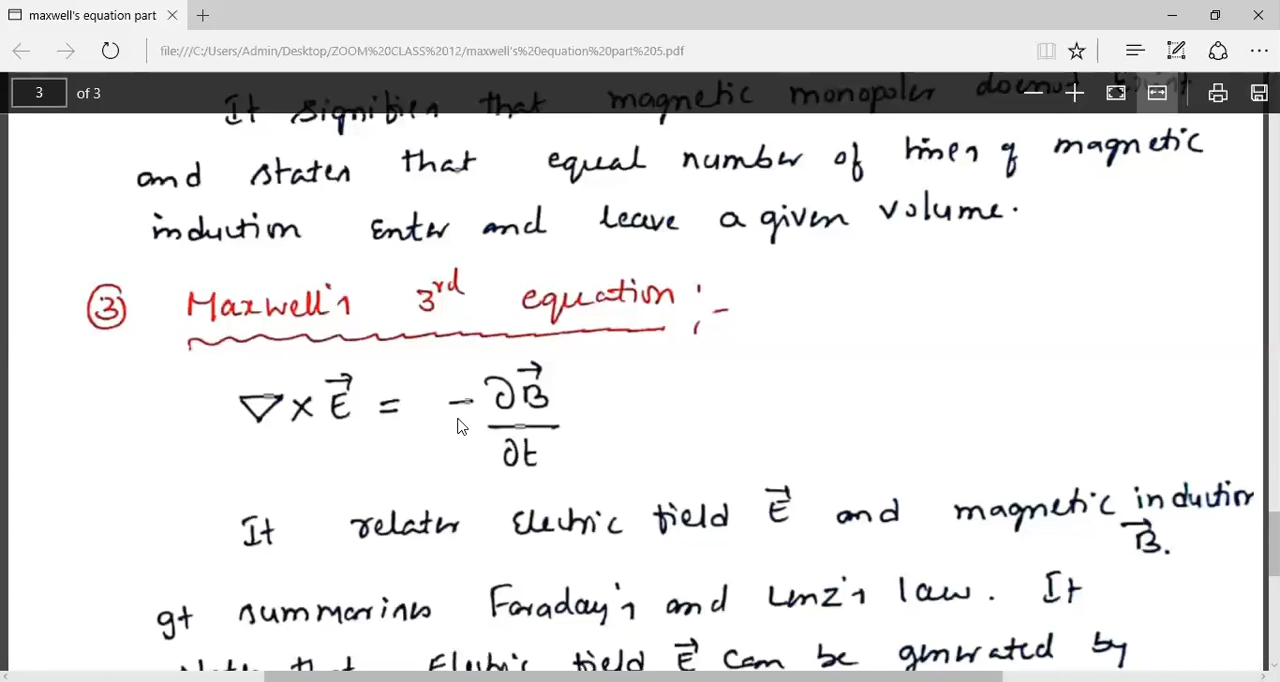 maxwell's equation part
file:///C:/Users/Admin/Desktop/ZOOM%20CLASS%2012/maxwell's%20equation%20part%205.pdf
3 of 3
It signifies that magnetic monopoles doesnot
and states that equal number of lines of magnetic
induction Enter and leave a given volume.
③ Maxwell's 3rd equation :-
∇ × E⃗ = - ∂B⃗ / ∂t
It relates Electric field E⃗ and magnetic induction B⃗.
It summarises Faraday's and Lenz's law. It
states that Electric field E⃗ can be generated by